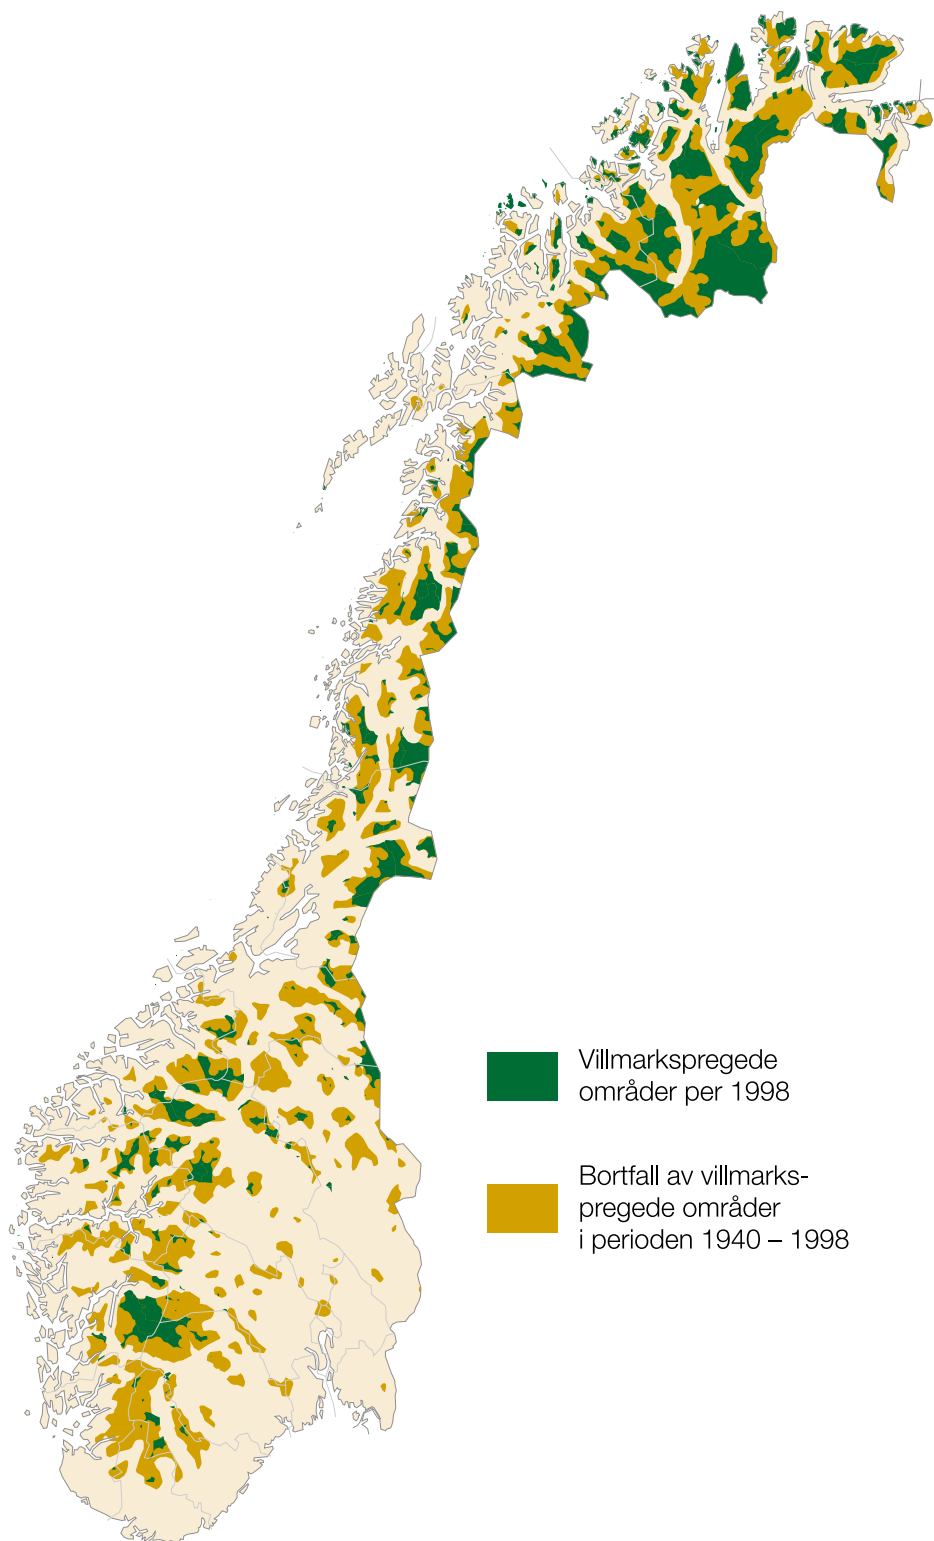 Villmarkspregede
områder per 1998
Bortfall av villmarks-
pregede områder
i perioden 1940 – 1998